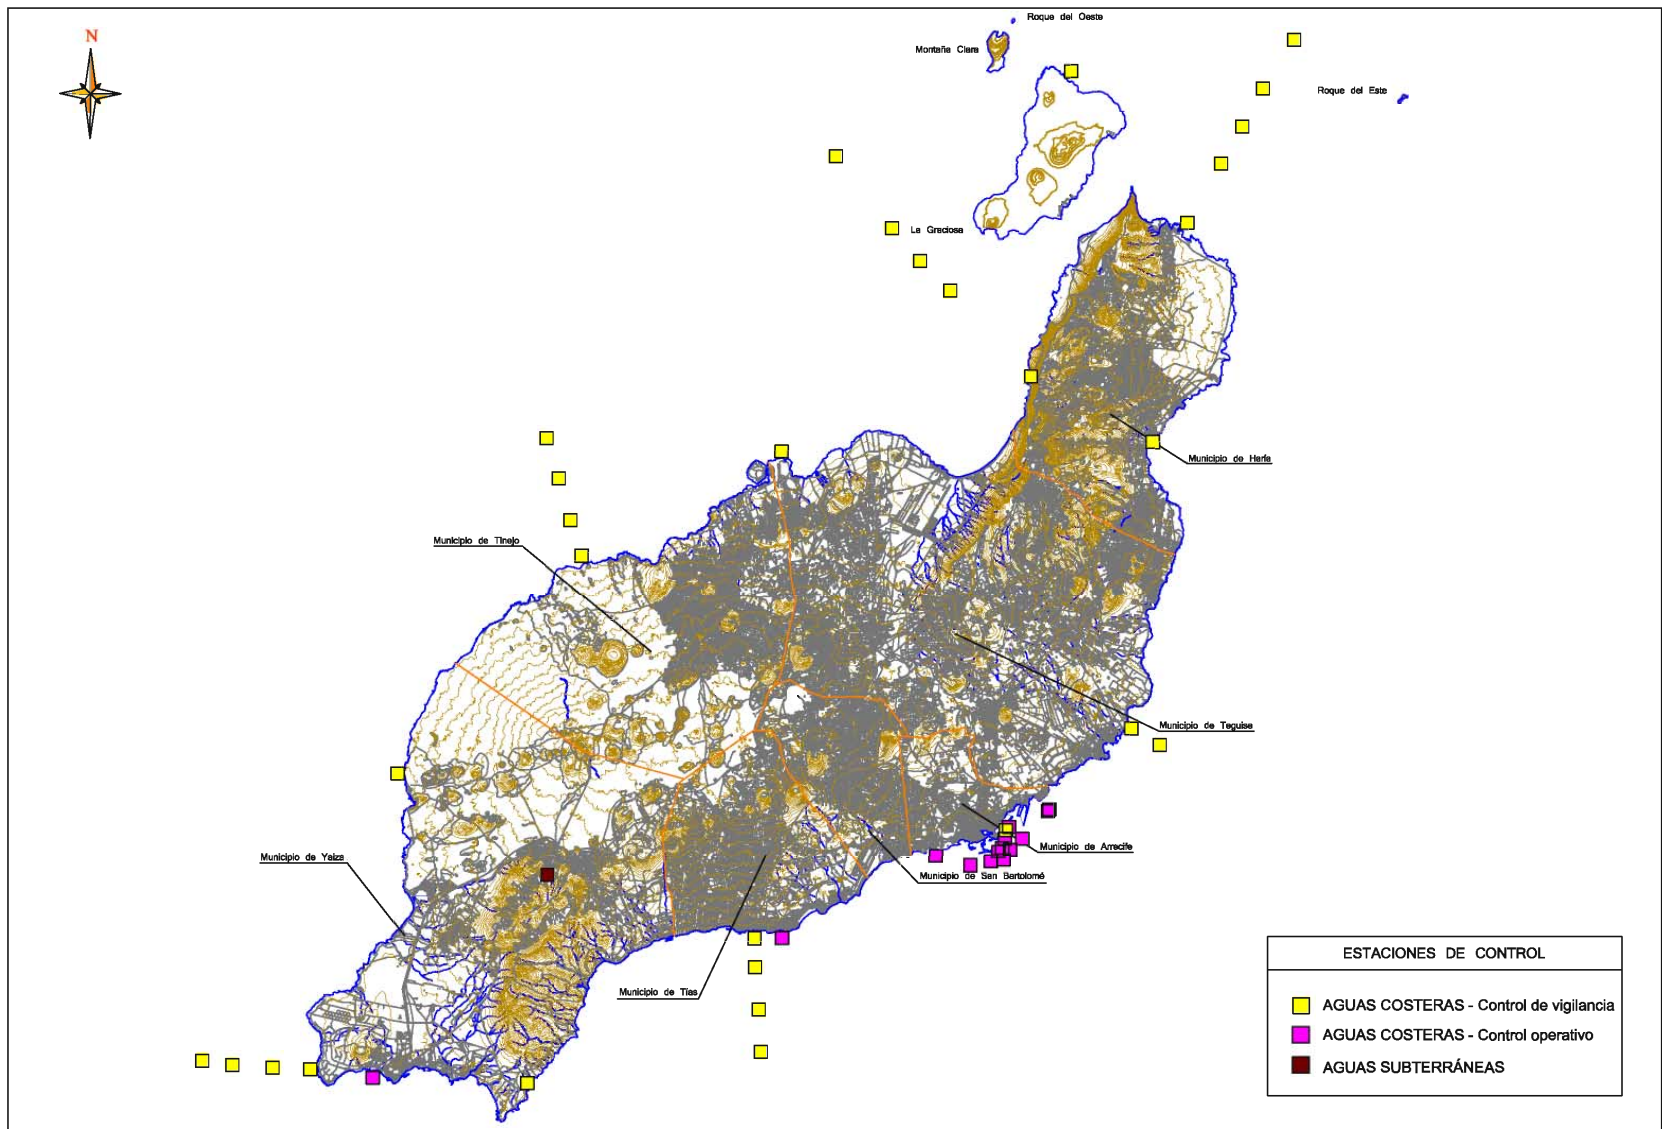 Roque del Oeste
N
Montaña Clara
Roque del Este
La Graciosa
Municipio de Haría
Municipio de Tinajo
Municipio de Teguise
Municipio de Arrecife
Municipio de Yaiza
Municipio de San Bartolomé
Municipio de Tías
ESTACIONES DE CONTROL
AGUAS COSTERAS - Control de vigilancia
AGUAS COSTERAS - Control operativo
AGUAS SUBTERRÁNEAS